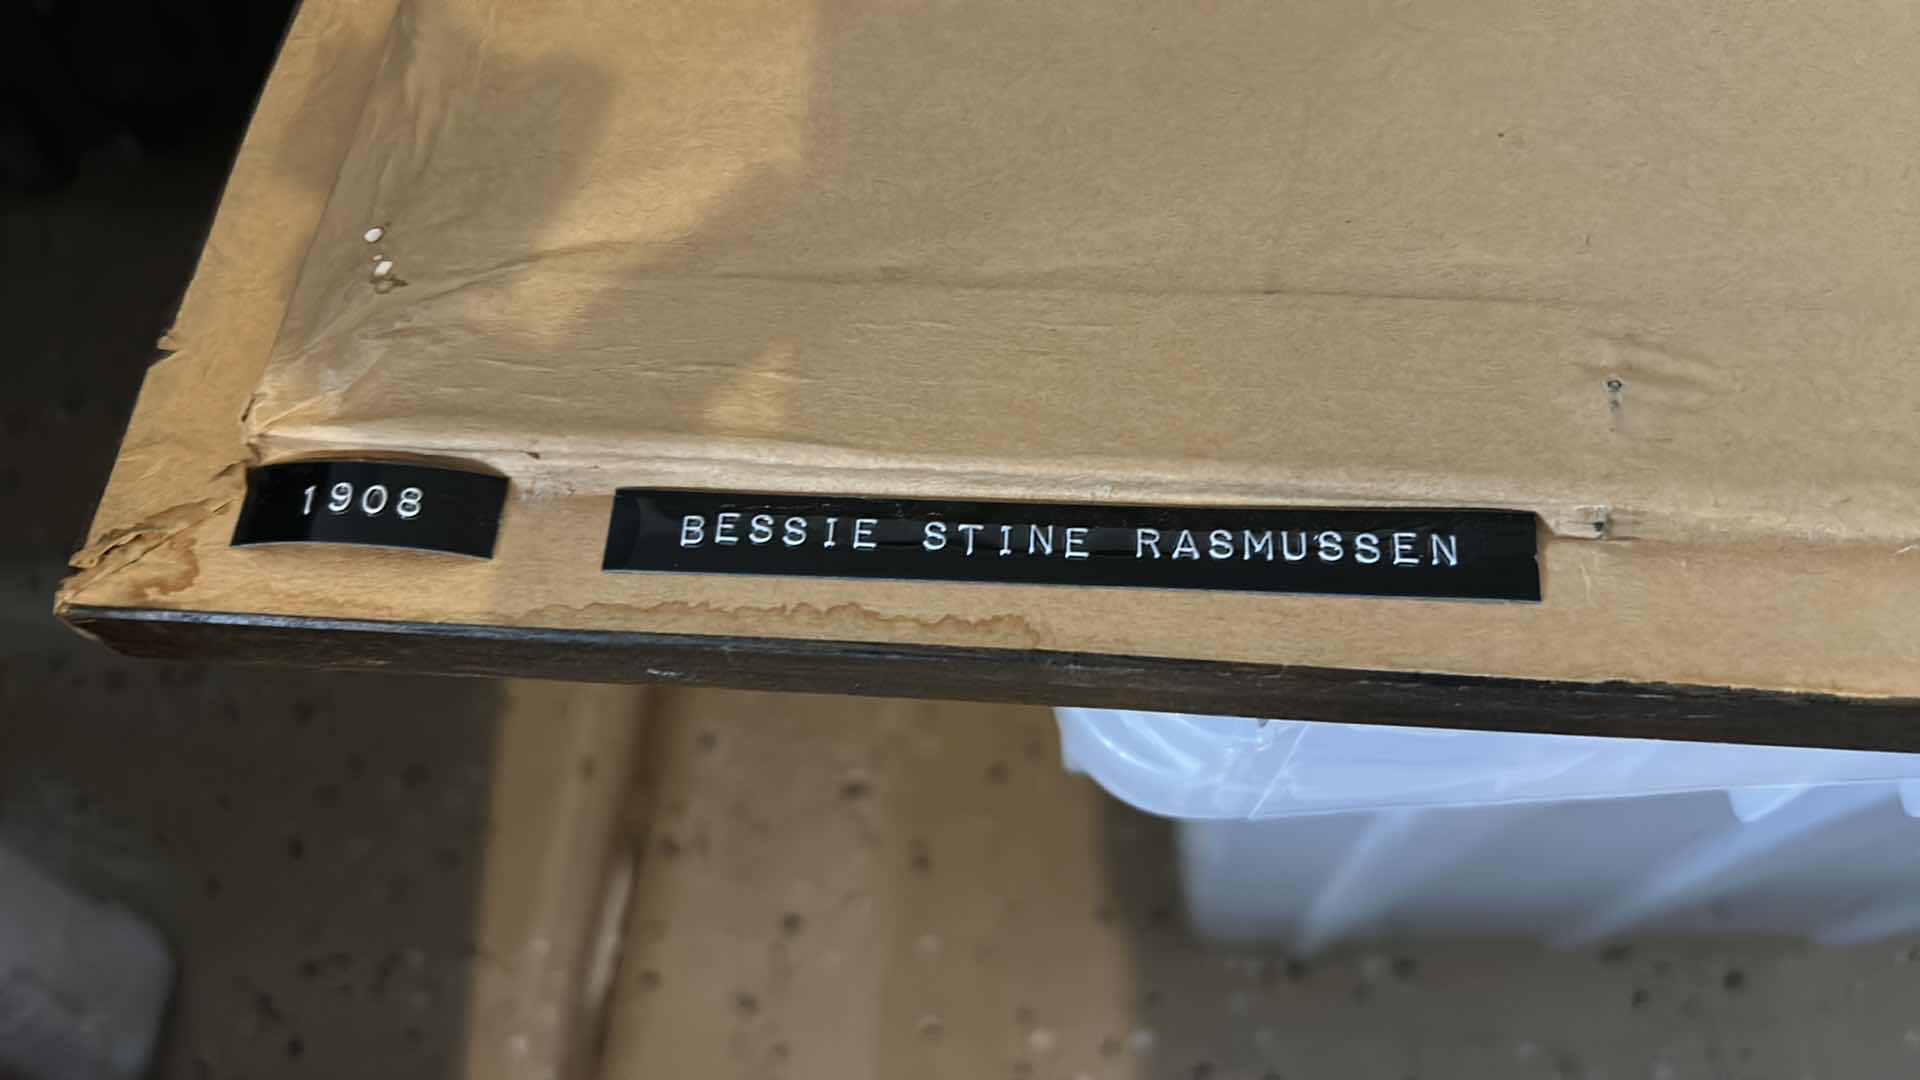 1908
BESSIE STINE RASMUSSEN